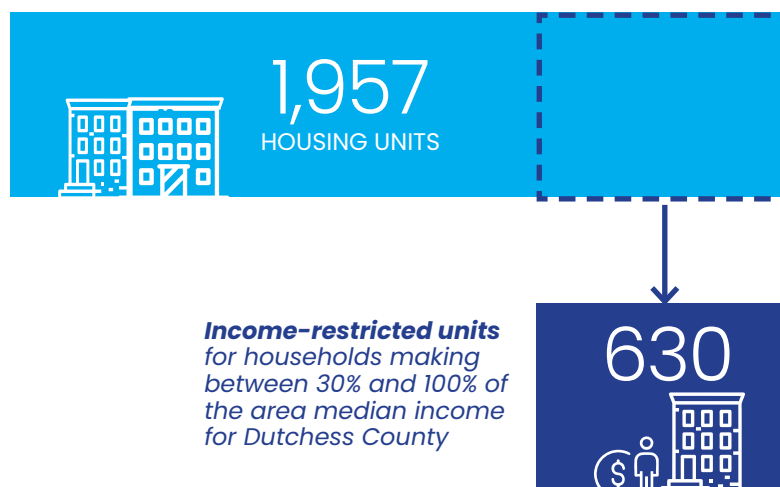 1,957
HOUSING UNITS
Income-restricted units
for households making
between 30% and 100% of
the area median income
for Dutchess County
630
$